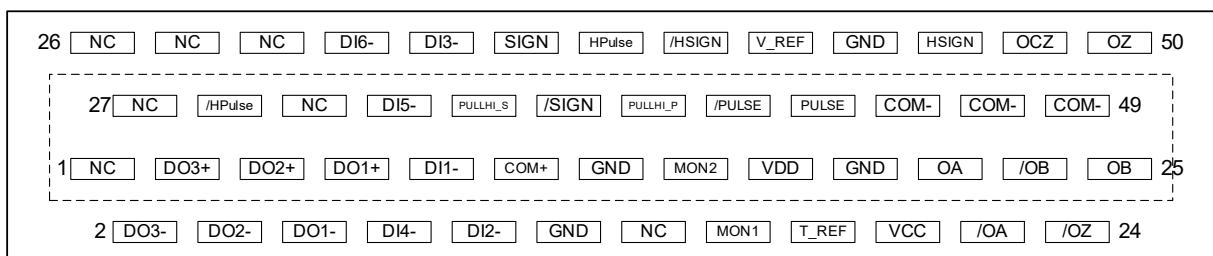 26 NC NC NC DI6- DI3- SIGN HPulse /HSIGN V_REF GND HSIGN OCZ OZ 50
27 NC /HPulse NC DI5- PULLHI_S /SIGN PULLHI_P /PULSE PULSE COM- COM- COM- 49
1 NC DO3+ DO2+ DO1+ DI1- COM+ GND MON2 VDD GND OA /OB OB 25
2 DO3- DO2- DO1- DI4- DI2- GND NC MON1 T_REF VCC /OA /OZ 24